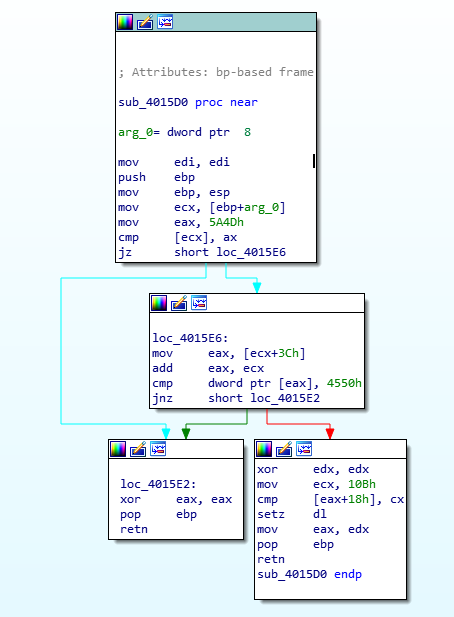 ; Attributes: bp-based frame
sub_4015D0 proc near
arg_0= dword ptr  8
mov     edi, edi
push    ebp
mov     ebp, esp
mov     ecx, [ebp+arg_0]
mov     eax, 5A4Dh
cmp     [ecx], ax
jz      short loc_4015E6
loc_4015E6:
mov     eax, [ecx+3Ch]
add     eax, ecx
cmp     dword ptr [eax], 4550h
jnz     short loc_4015E2
loc_4015E2:
xor     eax, eax
pop     ebp
retn
xor     edx, edx
mov     ecx, 10Bh
cmp     [eax+18h], cx
setz    dl
mov     eax, edx
pop     ebp
retn
sub_4015D0 endp